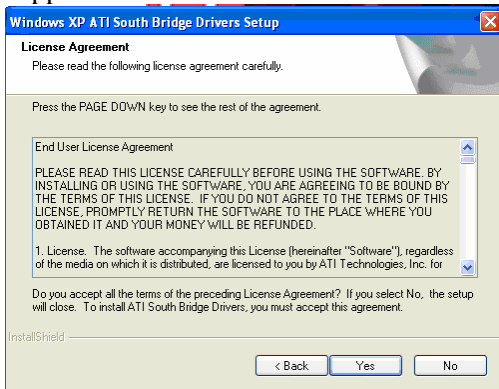 Windows XP ATI South Bridge Drivers Setup
License Agreement
Please read the following license agreement carefully.
Press the PAGE DOWN key to see the rest of the agreement.
End User License Agreement
PLEASE READ THIS LICENSE CAREFULLY BEFORE USING THE SOFTWARE. BY
INSTALLING OR USING THE SOFTWARE, YOU ARE AGREEING TO BE BOUND BY
THE TERMS OF THIS LICENSE. IF YOU DO NOT AGREE TO THE TERMS OF THIS
LICENSE, PROMPTLY RETURN THE SOFTWARE TO THE PLACE WHERE YOU
OBTAINED IT AND YOUR MONEY WILL BE REFUNDED.
1. License. The software accompanying this License (hereinafter "Software"), regardless
of the media on which it is distributed, are licensed to you by ATI Technologies, Inc. for
Do you accept all the terms of the preceding License Agreement? If you select No, the setup
will close. To install ATI South Bridge Drivers, you must accept this agreement.
InstallShield
< Back Yes No